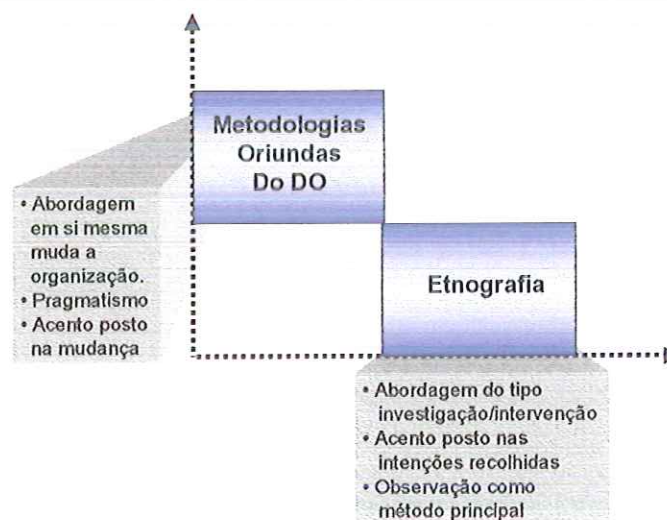 Metodologias
Oriundas
Do DO
• Abordagem
em si mesma
muda a
organização.
• Pragmatismo
• Acento posto
na mudança
Etnografia
• Abordagem do tipo
investigação/intervenção
• Acento posto nas
intenções recolhidas
• Observação como
método principal